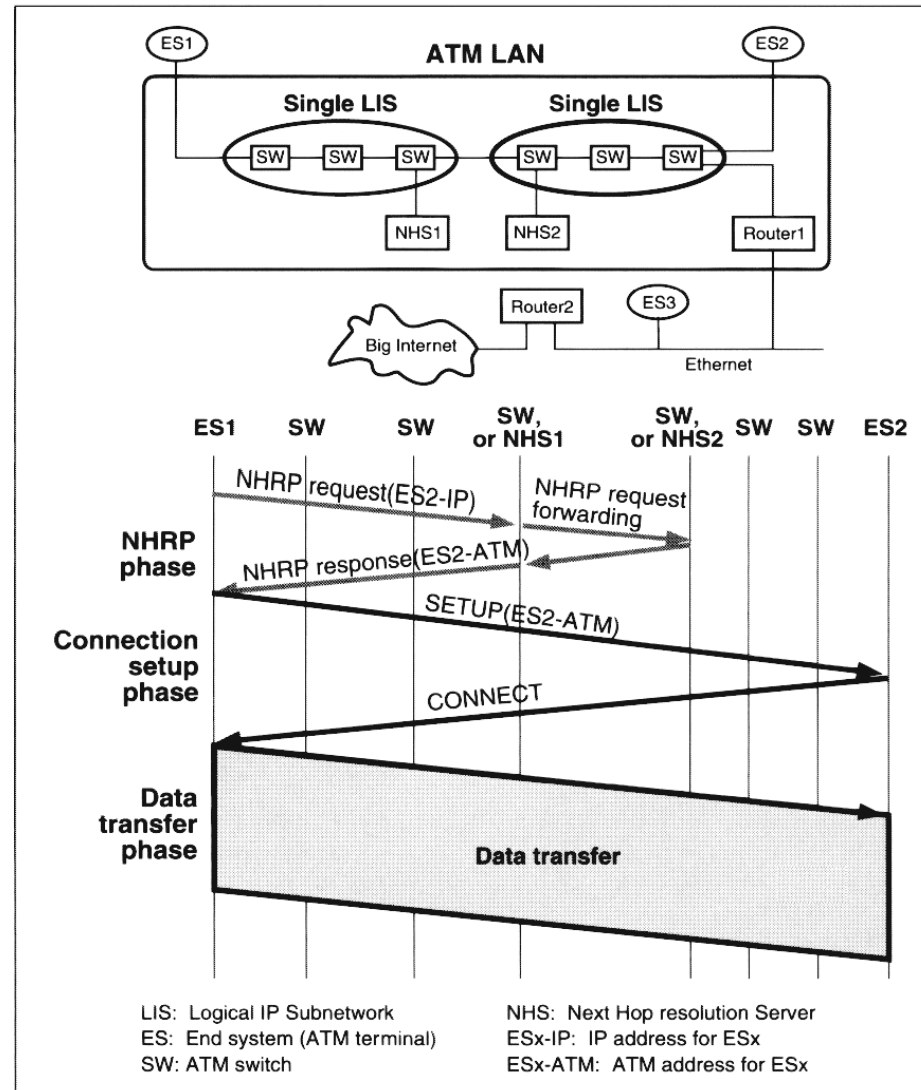 ES1
ES2
ATM LAN
Single LIS
Single LIS
SW
SW
SW
SW
SW
SW
NHS1
NHS2
Router1
Router2
ES3
Big Internet
Ethernet
ES1
SW
SW
SW,
or NHS1
SW,
or NHS2
SW
SW
ES2
NHRP request(ES2-IP)
NHRP request
forwarding
NHRP
phase
NHRP response(ES2-ATM)
SETUP(ES2-ATM)
Connection
setup
phase
CONNECT
Data
transfer
phase
Data transfer
LIS: Logical IP Subnetwork
ES: End system (ATM terminal)
SW: ATM switch
NHS: Next Hop resolution Server
ESx-IP: IP address for ESx
ESx-ATM: ATM address for ESx